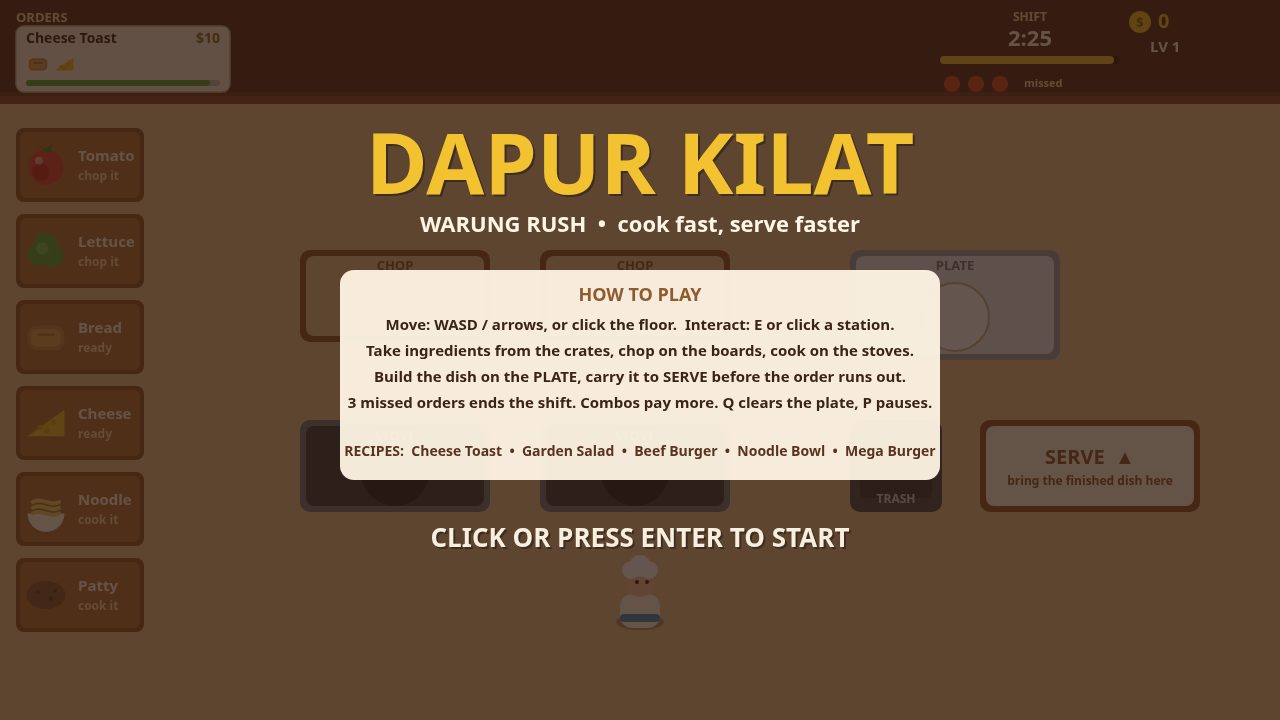 ORDERS
Cheese Toast $10
SHIFT
2:25
missed
S 0
LV 1
DAPUR KILAT
WARUNG RUSH • cook fast, serve faster
Tomato
chop it
Lettuce
chop it
Bread
ready
Cheese
ready
Noodle
cook it
Patty
cook it
CHOP
CHOP
PLATE
HOW TO PLAY
Move: WASD / arrows, or click the floor. Interact: E or click a station.
Take ingredients from the crates, chop on the boards, cook on the stoves.
Build the dish on the PLATE, carry it to SERVE before the order runs out.
3 missed orders ends the shift. Combos pay more. Q clears the plate, P pauses.
RECIPES: Cheese Toast • Garden Salad • Beef Burger • Noodle Bowl • Mega Burger
TRASH
SERVE ▲
bring the finished dish here
CLICK OR PRESS ENTER TO START